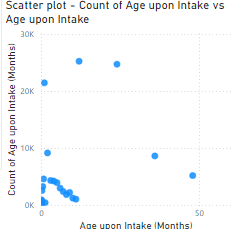 Scatter plot - Count of Age upon Intake vs
Age upon Intake
Count of Age upon Intake (Months)
30K
20K
10K
0K
0
50
Age upon Intake (Months)